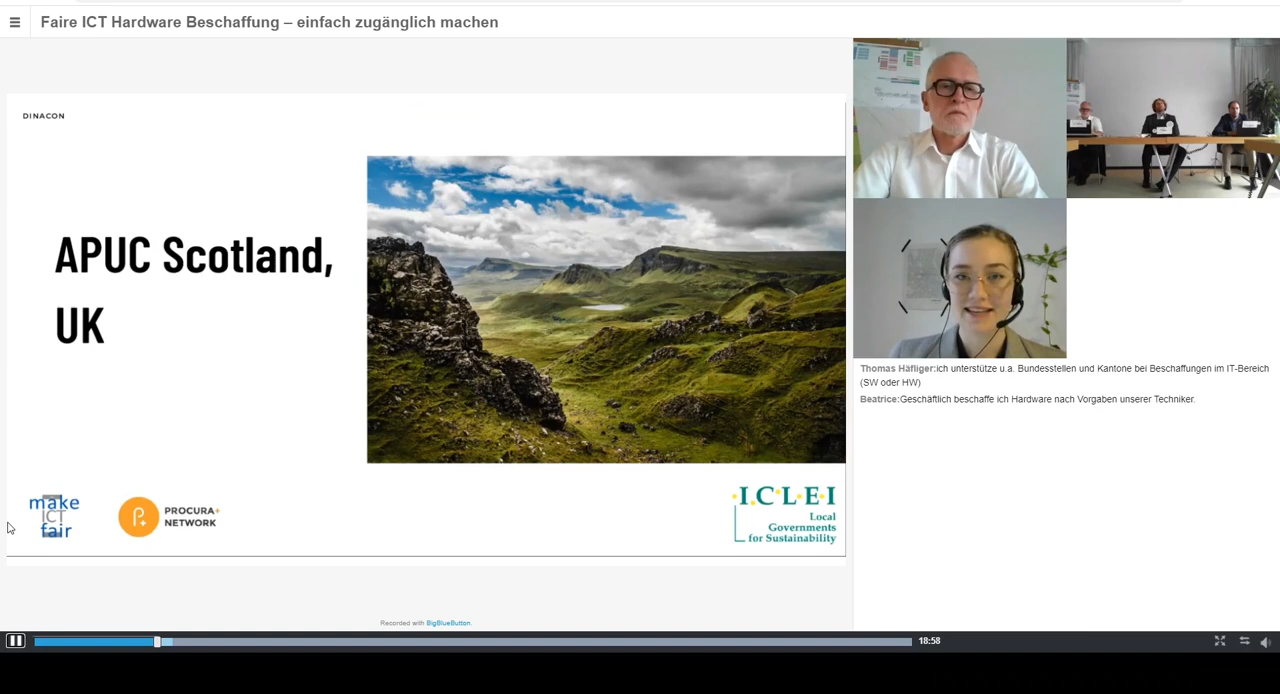 Faire ICT Hardware Beschaffung – einfach zugänglich machen
DINACON
APUC Scotland,
UK
make
ICT
fair
PROCURA+
NETWORK
I.C.L.E.I
Local
Governments
for Sustainability
Thomas Häfliger:ich unterstütze u.a. Bundesstellen und Kantone bei Beschaffungen im IT-Bereich
(SW oder HW)
Beatrice:Geschäftlich beschaffe ich Hardware nach Vorgaben unserer Techniker.
Recorded with BigBlueButton.
18:58